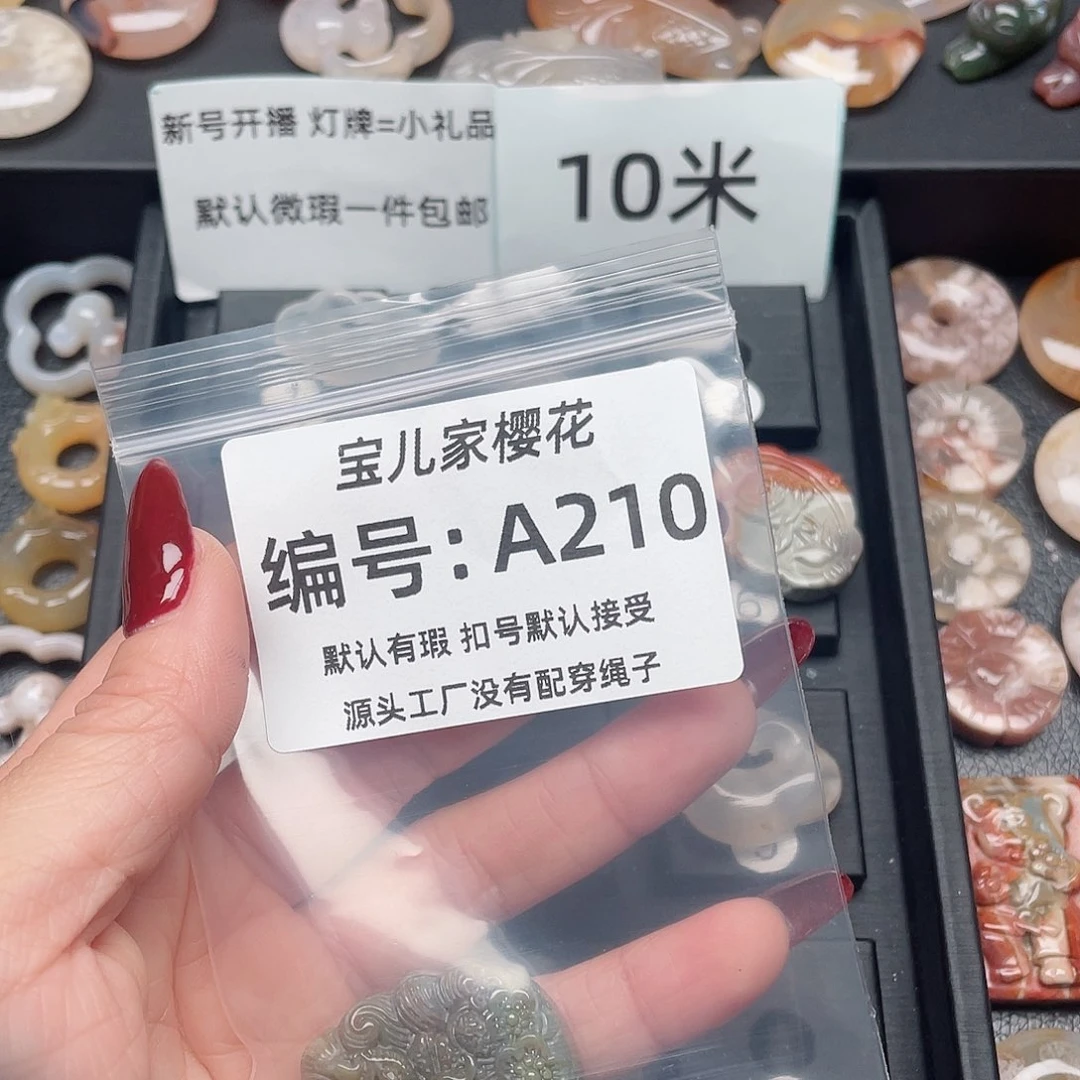 新号开播 灯牌=小礼品
默认微瑕一件包邮
10米
宝儿家樱花
编号:A210
默认有瑕 扣号默认接受
源头工厂没有配穿绳子